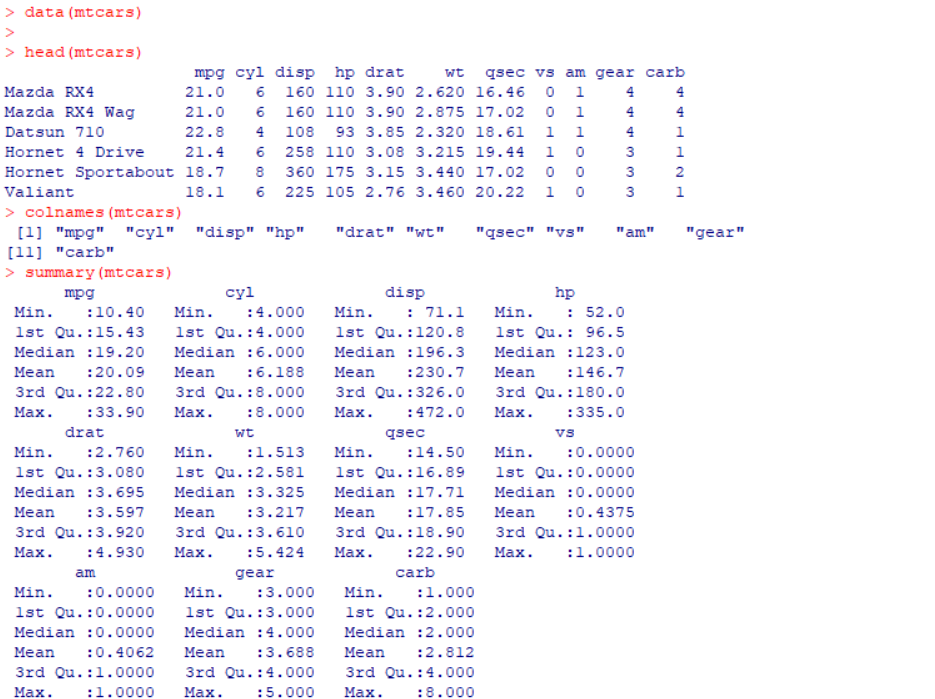 > data(mtcars)
>
> head(mtcars)
                   mpg cyl disp  hp drat    wt  qsec vs am gear carb
Mazda RX4         21.0   6  160 110 3.90 2.620 16.46  0  1    4    4
Mazda RX4 Wag     21.0   6  160 110 3.90 2.875 17.02  0  1    4    4
Datsun 710        22.8   4  108  93 3.85 2.320 18.61  1  1    4    1
Hornet 4 Drive    21.4   6  258 110 3.08 3.215 19.44  1  0    3    1
Hornet Sportabout 18.7   8  360 175 3.15 3.440 17.02  0  0    3    2
Valiant           18.1   6  225 105 2.76 3.460 20.22  1  0    3    1
> colnames(mtcars)
 [1] "mpg"  "cyl"  "disp" "hp"   "drat" "wt"   "qsec" "vs"   "am"   "gear"
[11] "carb"
> summary(mtcars)
      mpg             cyl             disp             hp
 Min.   :10.40   Min.   :4.000   Min.   : 71.1   Min.   : 52.0
 1st Qu.:15.43   1st Qu.:4.000   1st Qu.:120.8   1st Qu.: 96.5
 Median :19.20   Median :6.000   Median :196.3   Median :123.0
 Mean   :20.09   Mean   :6.188   Mean   :230.7   Mean   :146.7
 3rd Qu.:22.80   3rd Qu.:8.000   3rd Qu.:326.0   3rd Qu.:180.0
 Max.   :33.90   Max.   :8.000   Max.   :472.0   Max.   :335.0
      drat             wt             qsec             vs
 Min.   :2.760   Min.   :1.513   Min.   :14.50   Min.   :0.0000
 1st Qu.:3.080   1st Qu.:2.581   1st Qu.:16.89   1st Qu.:0.0000
 Median :3.695   Median :3.325   Median :17.71   Median :0.0000
 Mean   :3.597   Mean   :3.217   Mean   :17.85   Mean   :0.4375
 3rd Qu.:3.920   3rd Qu.:3.610   3rd Qu.:18.90   3rd Qu.:1.0000
 Max.   :4.930   Max.   :5.424   Max.   :22.90   Max.   :1.0000
       am              gear            carb
 Min.   :0.0000   Min.   :3.000   Min.   :1.000
 1st Qu.:0.0000   1st Qu.:3.000   1st Qu.:2.000
 Median :0.0000   Median :4.000   Median :2.000
 Mean   :0.4062   Mean   :3.688   Mean   :2.812
 3rd Qu.:1.0000   3rd Qu.:4.000   3rd Qu.:4.000
 Max.   :1.0000   Max.   :5.000   Max.   :8.000